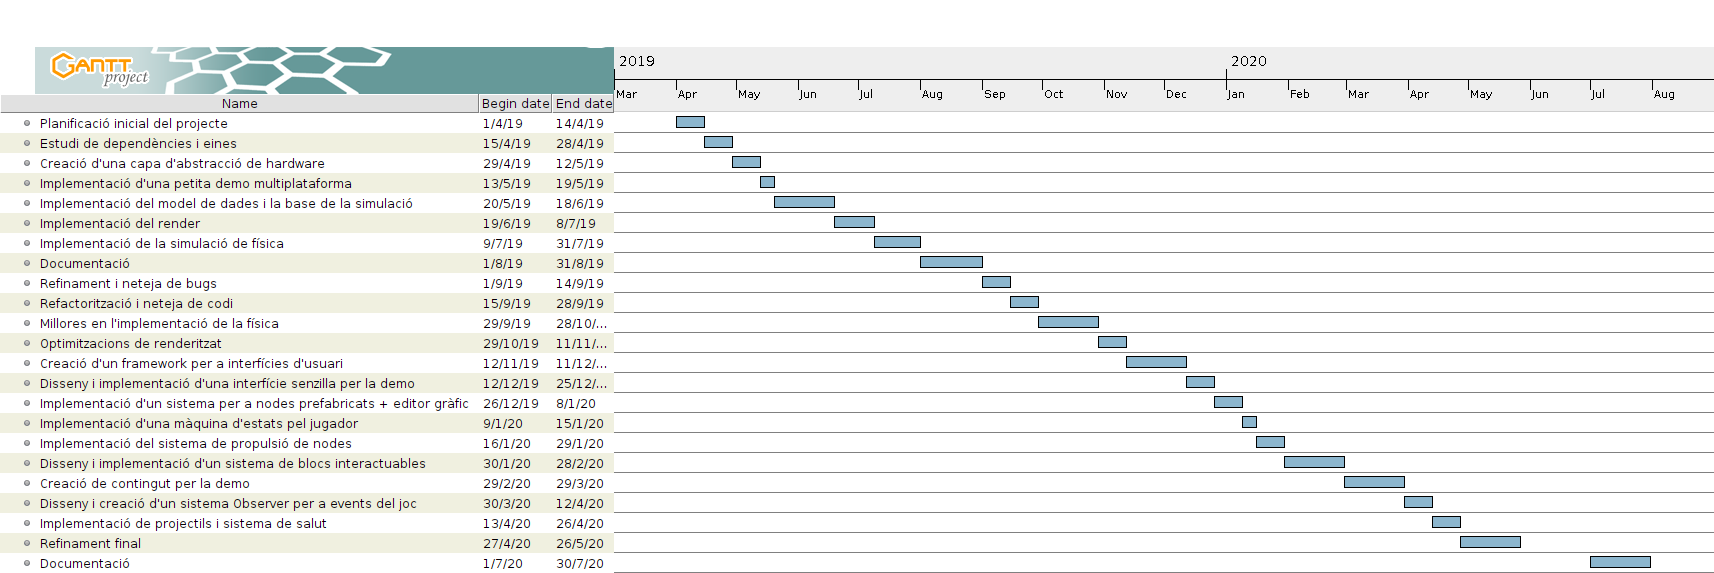 GANTT
project
2019 2020
Name Begin date End date
Mar Apr May Jun Jul Aug Sep Oct Nov Dec Jan Feb Mar Apr May Jun Jul Aug
Planificació inicial del projecte 1/4/19 14/4/19
Estudi de dependències i eines 15/4/19 28/4/19
Creació d'una capa d'abstracció de hardware 29/4/19 12/5/19
Implementació d'una petita demo multiplataforma 13/5/19 19/5/19
Implementació del model de dades i la base de la simulació 20/5/19 18/6/19
Implementació del render 19/6/19 8/7/19
Implementació de la simulació de física 9/7/19 31/7/19
Documentació 1/8/19 31/8/19
Refinament i neteja de bugs 1/9/19 14/9/19
Refactorització i neteja de codi 15/9/19 28/9/19
Millores en l'implementació de la física 29/9/19 28/10/...
Optimitzacions de renderitzat 29/10/19 11/11/...
Creació d'un framework per a interfícies d'usuari 12/11/19 11/12/...
Disseny i implementació d'una interfície senzilla per la demo 12/12/19 25/12/...
Implementació d'un sistema per a nodes prefabricats + editor gràfic 26/12/19 8/1/20
Implementació d'una màquina d'estats pel jugador 9/1/20 15/1/20
Implementació del sistema de propulsió de nodes 16/1/20 29/1/20
Disseny i implementació d'un sistema de blocs interactuables 30/1/20 28/2/20
Creació de contingut per la demo 29/2/20 29/3/20
Disseny i creació d'un sistema Observer per a events del joc 30/3/20 12/4/20
Implementació de projectils i sistema de salut 13/4/20 26/4/20
Refinament final 27/4/20 26/5/20
Documentació 1/7/20 30/7/20